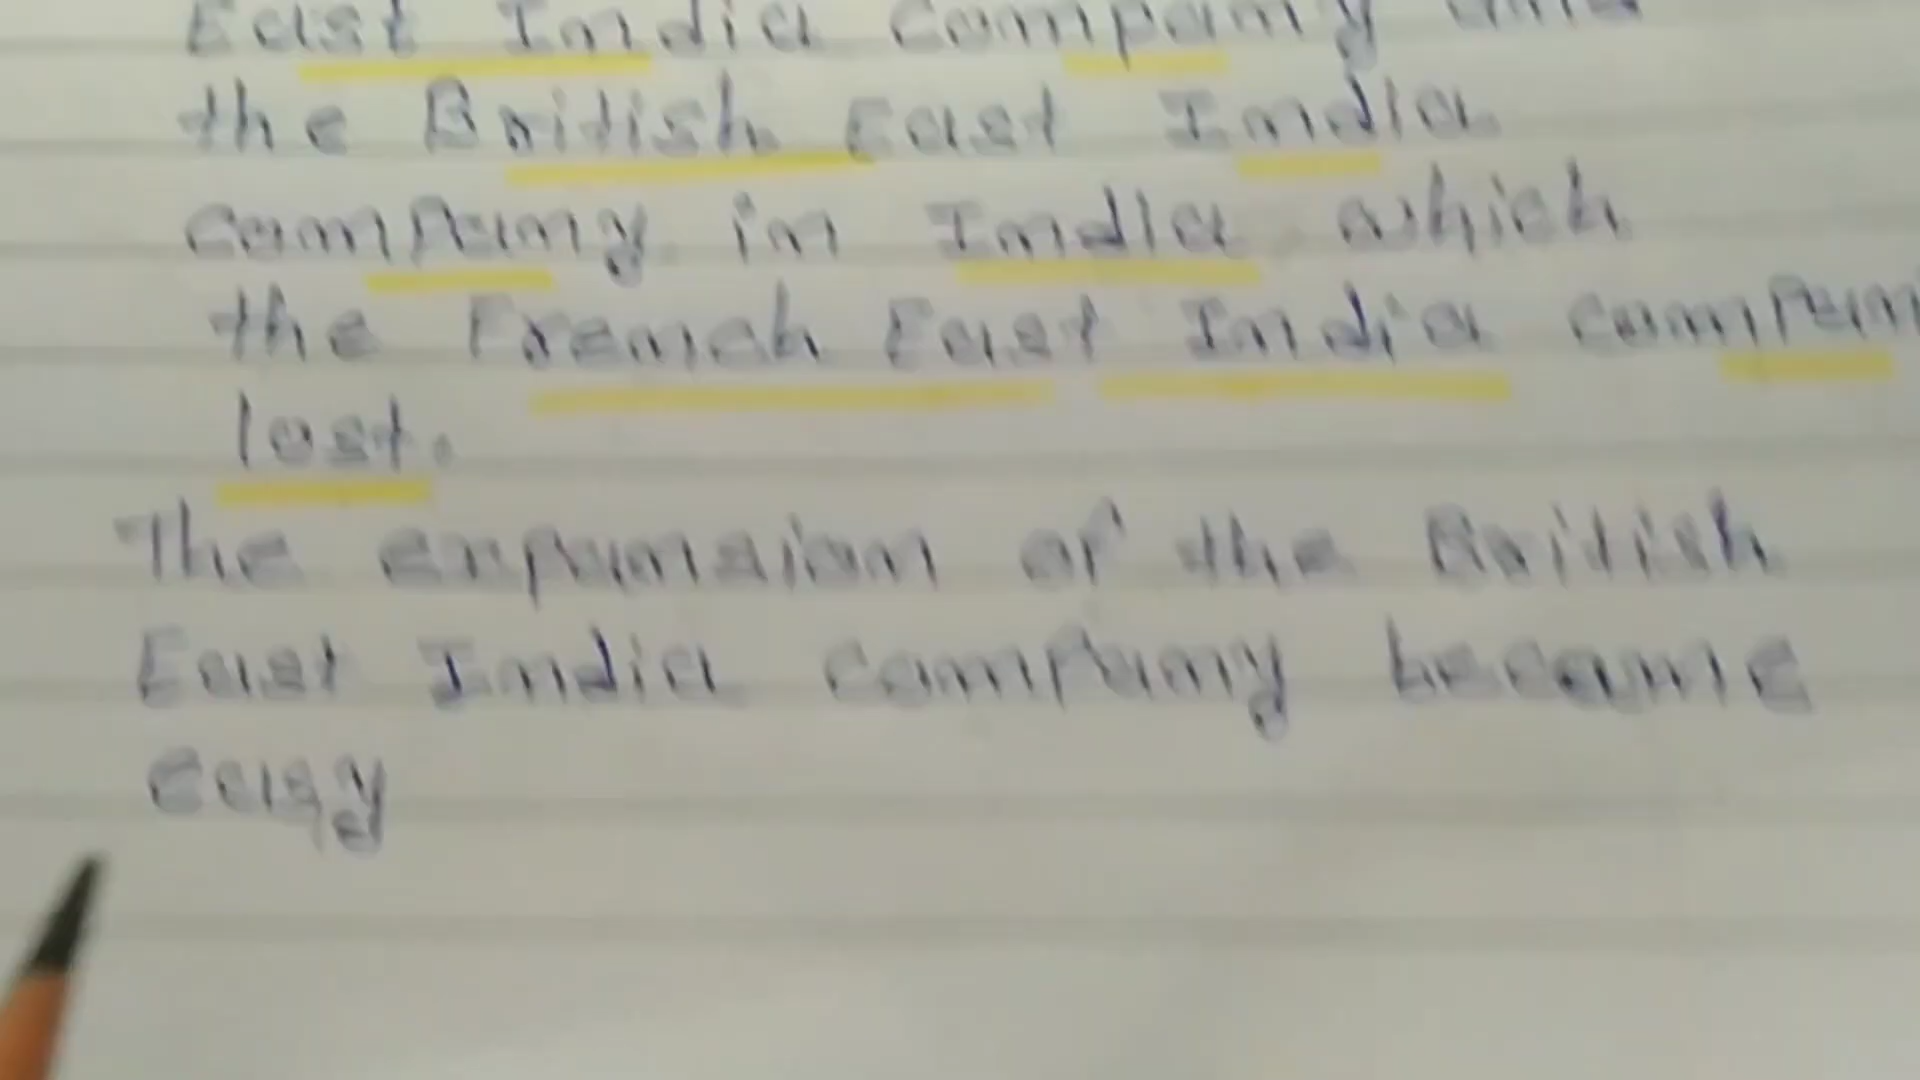 East India Company and
the British East India
Company in India which
the French East India Compan
lost.
The expansion of the British
East India Company became
easy